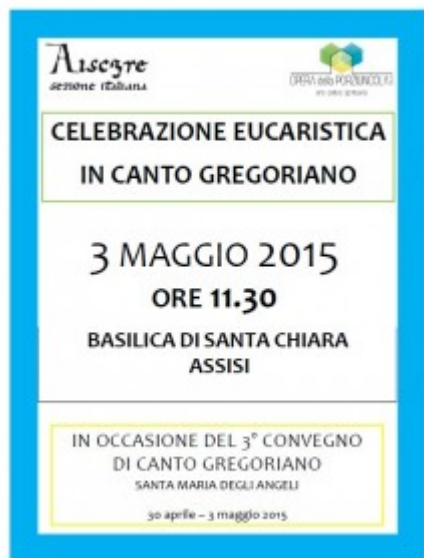 Aiscgre
sezione italiana
OPERA della PORZIUNCOLA
CELEBRAZIONE EUCARISTICA
IN CANTO GREGORIANO
3 MAGGIO 2015
ORE 11.30
BASILICA DI SANTA CHIARA
ASSISI
IN OCCASIONE DEL 3° CONVEGNO
DI CANTO GREGORIANO
SANTA MARIA DEGLI ANGELI
30 aprile – 3 maggio 2015